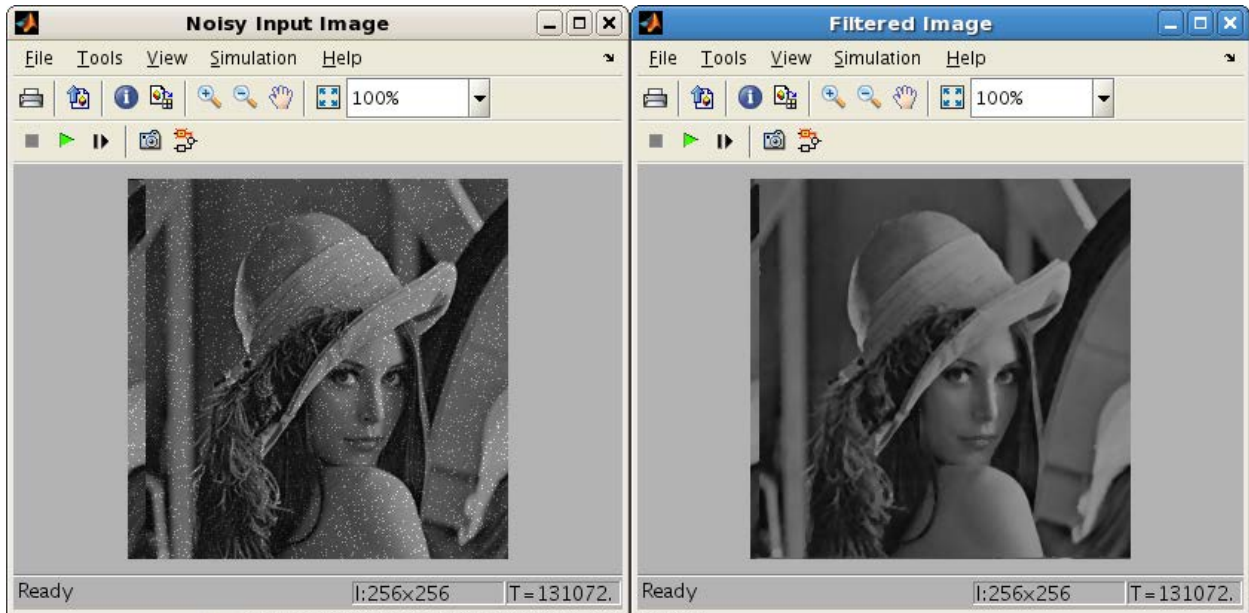 Noisy Input Image
File Tools View Simulation Help
100%
Ready I:256x256 T=131072.
Filtered Image
File Tools View Simulation Help
100%
Ready I:256x256 T=131072.